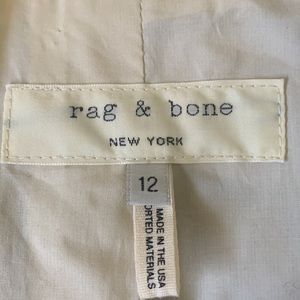 rag & bone
NEW YORK
12
MADE IN THE USA
ORTED MATERIALS